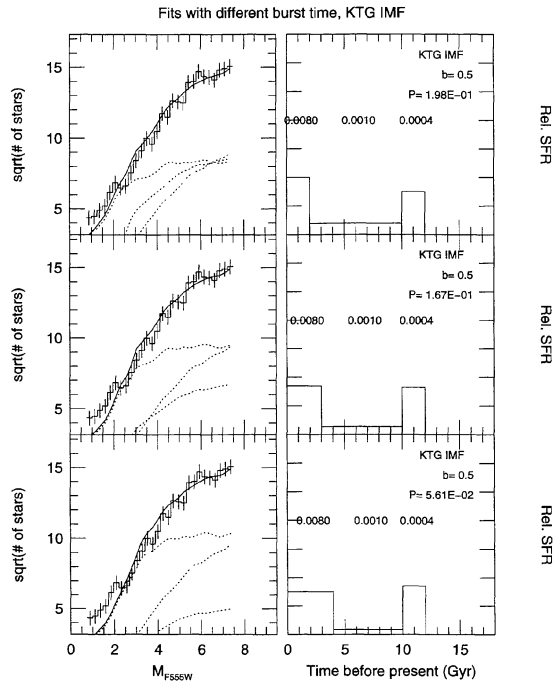 Fits with different burst time, KTG IMF
sqrt(# of stars)
15
10
5
KTG IMF
b= 0.5
P= 1.98E-01
0.0080 0.0010 0.0004
Rel. SFR
sqrt(# of stars)
15
10
5
KTG IMF
b= 0.5
P= 1.67E-01
0.0080 0.0010 0.0004
Rel. SFR
sqrt(# of stars)
15
10
5
KTG IMF
b= 0.5
P= 5.61E-02
0.0080 0.0010 0.0004
Rel. SFR
0 2 4 6 8
M_F555W
0 5 10 15
Time before present (Gyr)